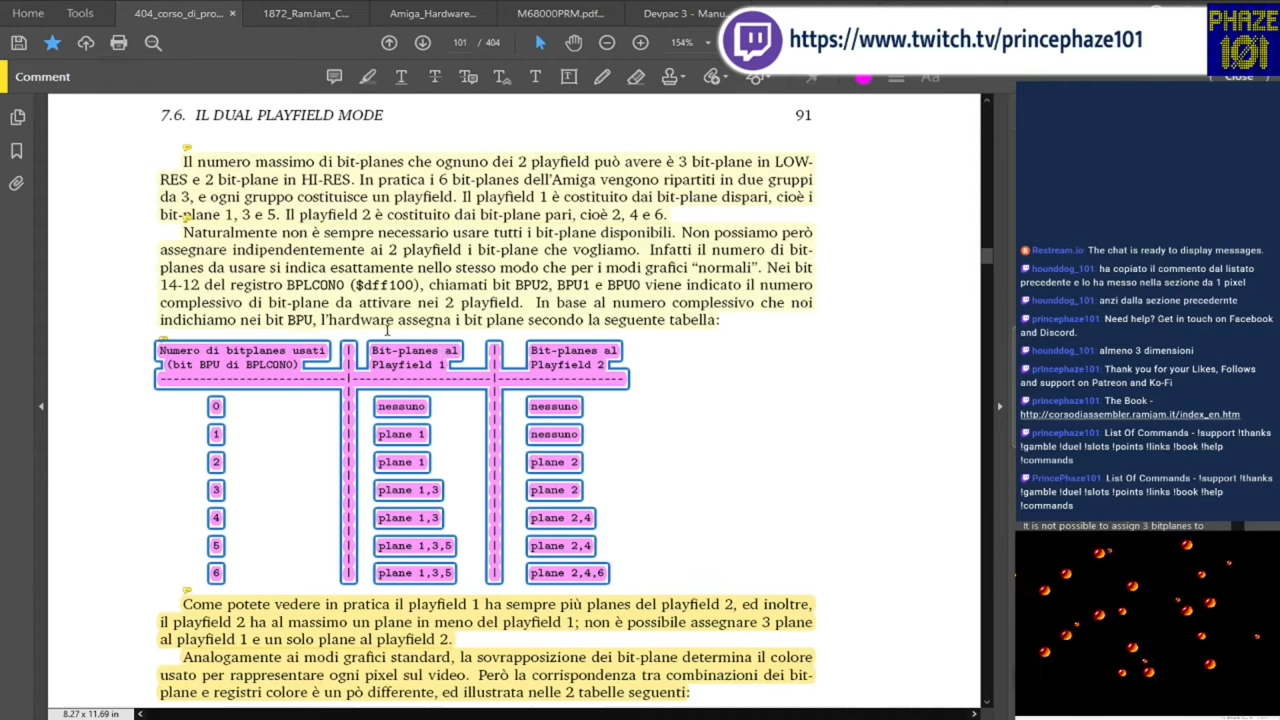 Home
Tools
404_corso_di_pro...
1872_RamJam_C...
Amiga_Hardware...
M68000PRM.pdf...
Devpac 3 - Manu...
https://www.twitch.tv/princephaze101
PHAZE
101
101 / 404
154%
Comment
Close
7.6. IL DUAL PLAYFIELD MODE 91
Il numero massimo di bit-planes che ognuno dei 2 playfield può avere è 3 bit-plane in LOW-
RES e 2 bit-plane in HI-RES. In pratica i 6 bit-planes dell'Amiga vengono ripartiti in due gruppi
da 3, e ogni gruppo costituisce un playfield. Il playfield 1 è costituito dai bit-plane dispari, cioè i
bit-plane 1, 3 e 5. Il playfield 2 è costituito dai bit-plane pari, cioè 2, 4 e 6.
Naturalmente non è sempre necessario usare tutti i bit-plane disponibili. Non possiamo però
assegnare indipendentemente ai 2 playfield i bit-plane che vogliamo. Infatti il numero di bit-
planes da usare si indica esattamente nello stesso modo che per i modi grafici “normali”. Nei bit
14-12 del registro BPLCON0 ($dff100), chiamati bit BPU2, BPU1 e BPU0 viene indicato il numero
complessivo di bit-plane da attivare nei 2 playfield. In base al numero complessivo che noi
indichiamo nei bit BPU, l'hardware assegna i bit plane secondo la seguente tabella:
Numero di bitplanes usati | Bit-planes al | Bit-planes al
(bit BPU di BPLCON0) | Playfield 1 | Playfield 2
0 | nessuno | nessuno
1 | plane 1 | nessuno
2 | plane 1 | plane 2
3 | plane 1,3 | plane 2
4 | plane 1,3 | plane 2,4
5 | plane 1,3,5 | plane 2,4
6 | plane 1,3,5 | plane 2,4,6
Come potete vedere in pratica il playfield 1 ha sempre più planes del playfield 2, ed inoltre,
il playfield 2 ha al massimo un plane in meno del playfield 1; non è possibile assegnare 3 plane
al playfield 1 e un solo plane al playfield 2.
Analogamente ai modi grafici standard, la sovrapposizione dei bit-plane determina il colore
usato per rappresentare ogni pixel sul video. Però la corrispondenza tra combinazioni dei bit-
plane e registri colore è un pò differente, ed illustrata nelle 2 tabelle seguenti:
8.27 x 11.69 in
Restream.io The chat is ready to display messages.
hounddog_101: ha copiato il commento dal listato
precedente e lo ha messo nella sezione da 1 pixel
hounddog_101: anzi dalla sezione precedernte
princephaze101: Need help? Get in touch on Facebook
and Discord.
hounddog_101: almeno 3 dimensioni
princephaze101: Thank you for your Likes, Follows
and support on Patreon and Ko-Fi
princephaze101: The Book -
http://corsodiassembler.ramjam.it/index_en.htm
princephaze101: List Of Commands - !support !thanks
!gamble !duel !slots !points !links !book !help
!commands
PrincePhaze101: List Of Commands - !support !thanks
!gamble !duel !slots !points !links !book !help
!commands
It is not possible to assign 3 bitplanes to